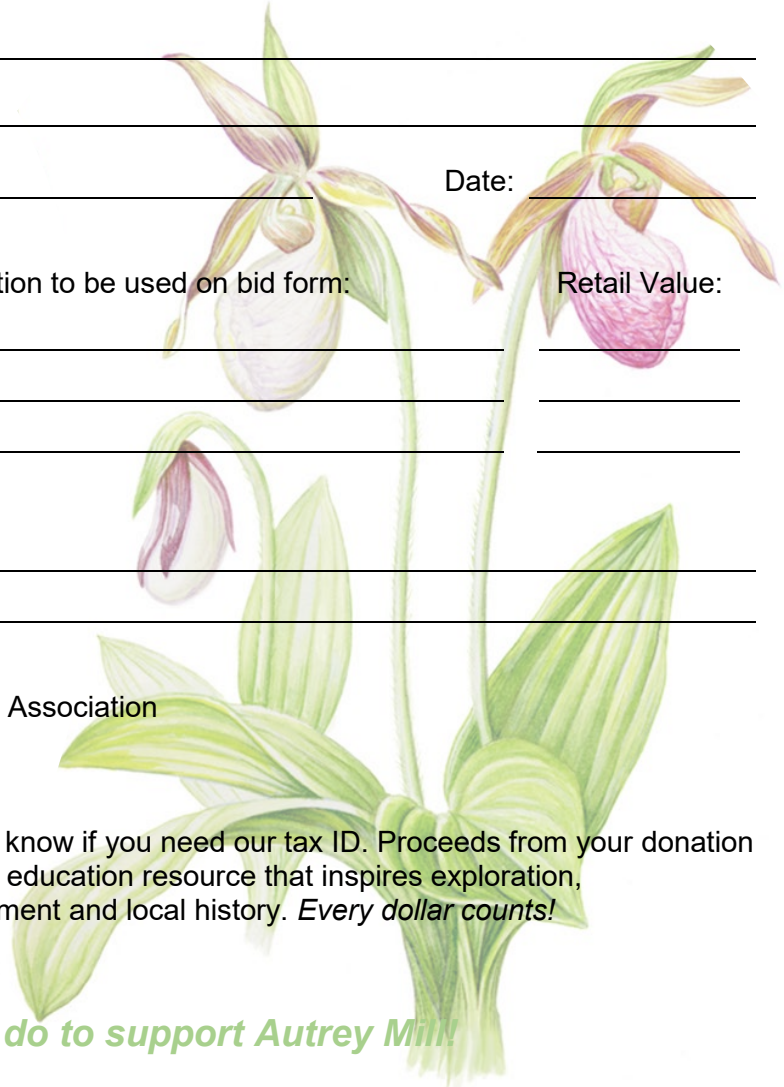 Date:
tion to be used on bid form: Retail Value:
Association
know if you need our tax ID. Proceeds from your donation
education resource that inspires exploration,
ment and local history. Every dollar counts!
do to support Autrey Mill!